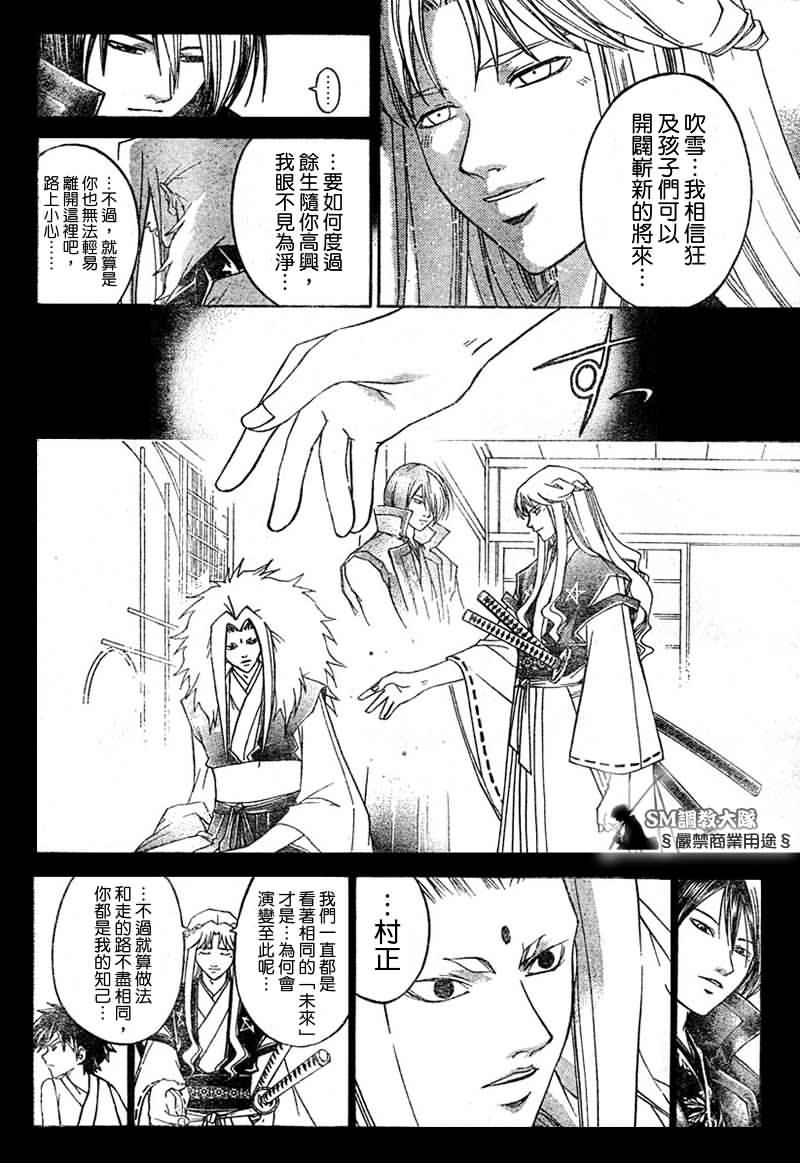 吹雪…我相信狂
及孩子們可以
開闢嶄新的將來…
……
…要如何度過
餘生隨你高興，
我眼不見為淨…
…不過，就算是
你也無法輕易
離開這裡吧，
路上小心……
す
SM調教大隊
§嚴禁商業用途§
…村正
我們一直都是
看著相同的「未來」
才是…為何會
演變至此呢…
…不過就算做法
和走的路不盡相同，
你都是我的知己…